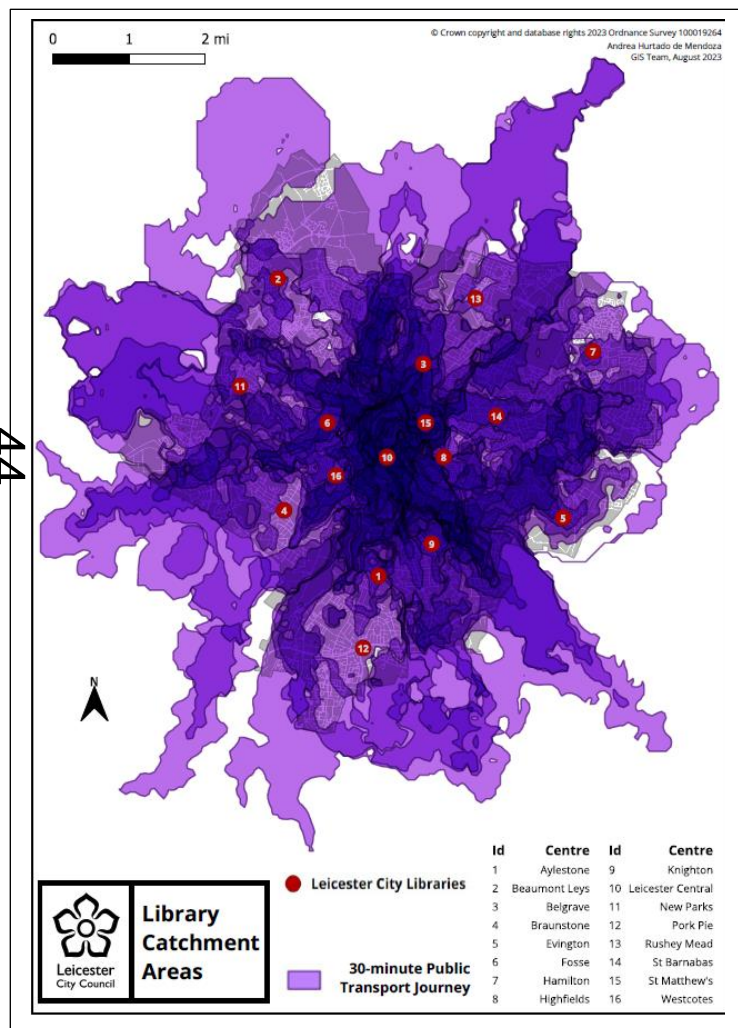 0 1 2 mi
© Crown copyright and database rights 2023 Ordnance Survey 100019264
Andrea Hurtado de Mendoza
GIS Team, August 2023
2
13
3
7
11
6
15
14
10
8
16
4
5
9
1
12
44
N
Leicester City Libraries
30-minute Public
Transport Journey
Leicester
City Council
Library
Catchment
Areas
Id Centre Id Centre
1 Aylestone 9 Knighton
2 Beaumont Leys 10 Leicester Central
3 Belgrave 11 New Parks
4 Braunstone 12 Pork Pie
5 Evington 13 Rushey Mead
6 Fosse 14 St Barnabas
7 Hamilton 15 St Matthew's
8 Highfields 16 Westcotes